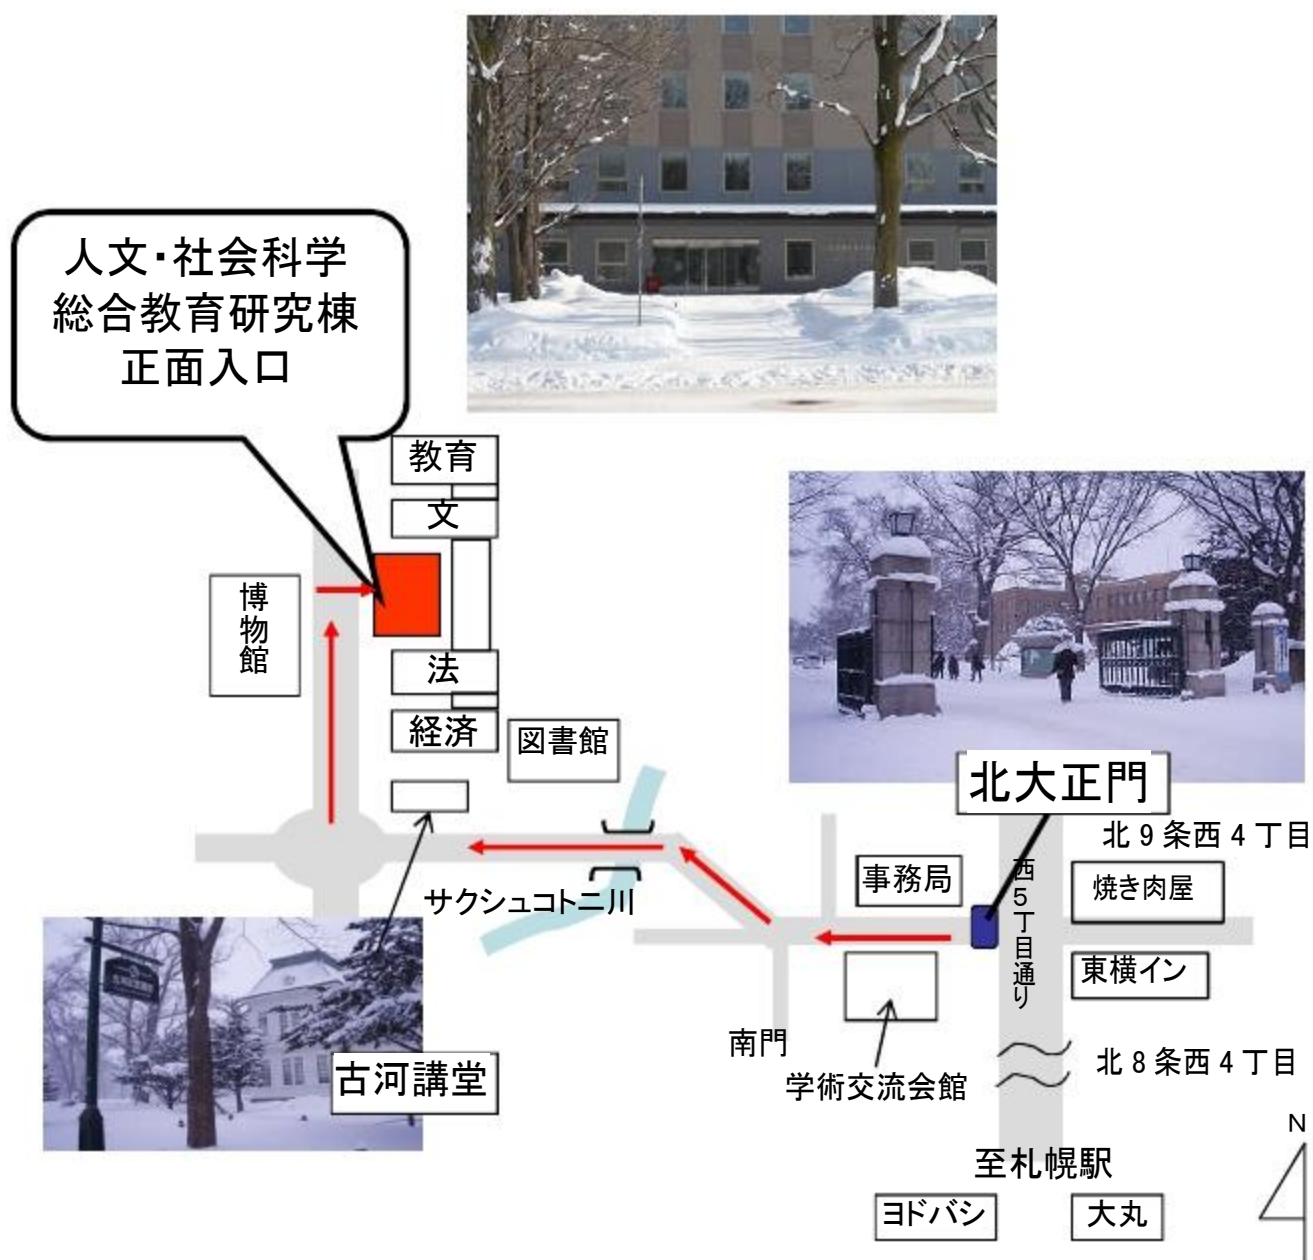 人文・社会科学
総合教育研究棟
正面入口
教育
文
博物館
法
経済
図書館
北大正門
北9条西4丁目
事務局
西5丁目通り
焼き肉屋
サクシュコトニ川
東横イン
南門
学術交流会館
北8条西4丁目
古河講堂
N
至札幌駅
ヨドバシ
大丸